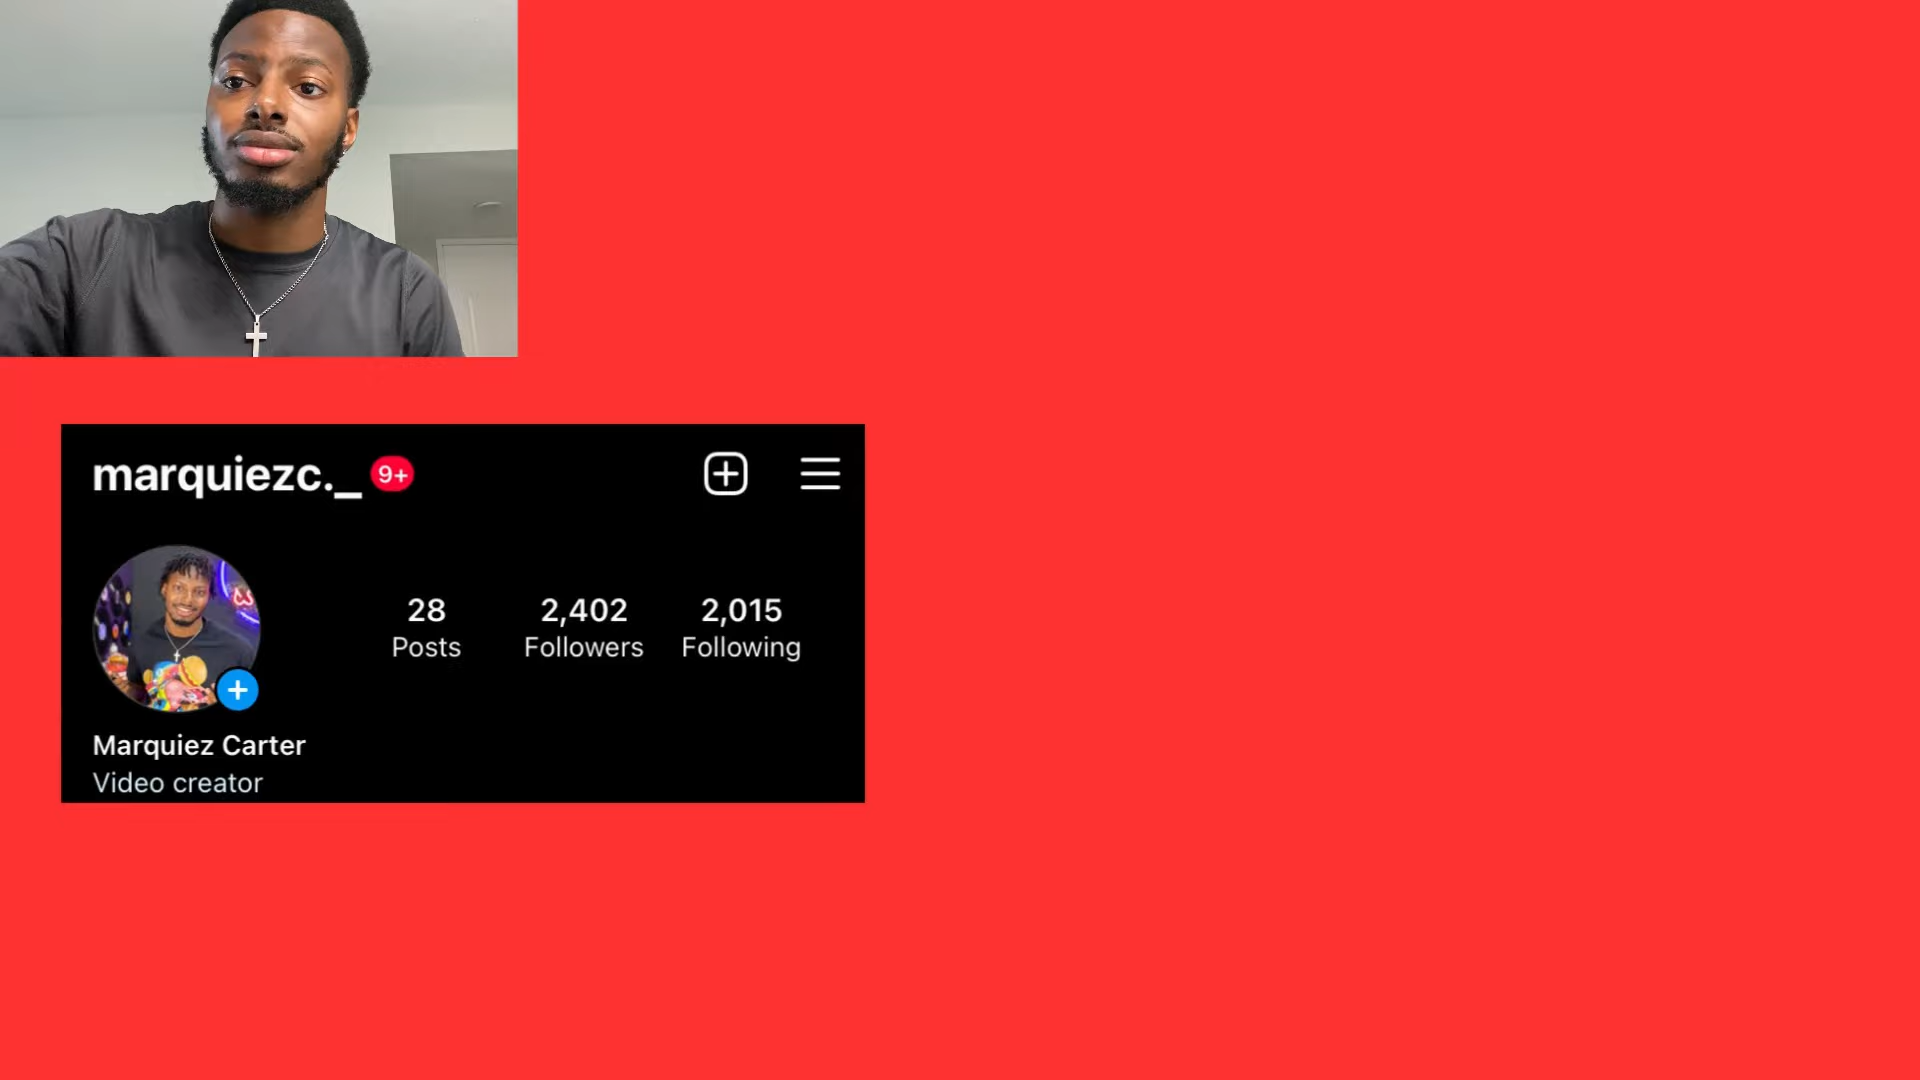 marquiezc._ 9+
28 2,402 2,015
Posts Followers Following
Marquiez Carter
Video creator